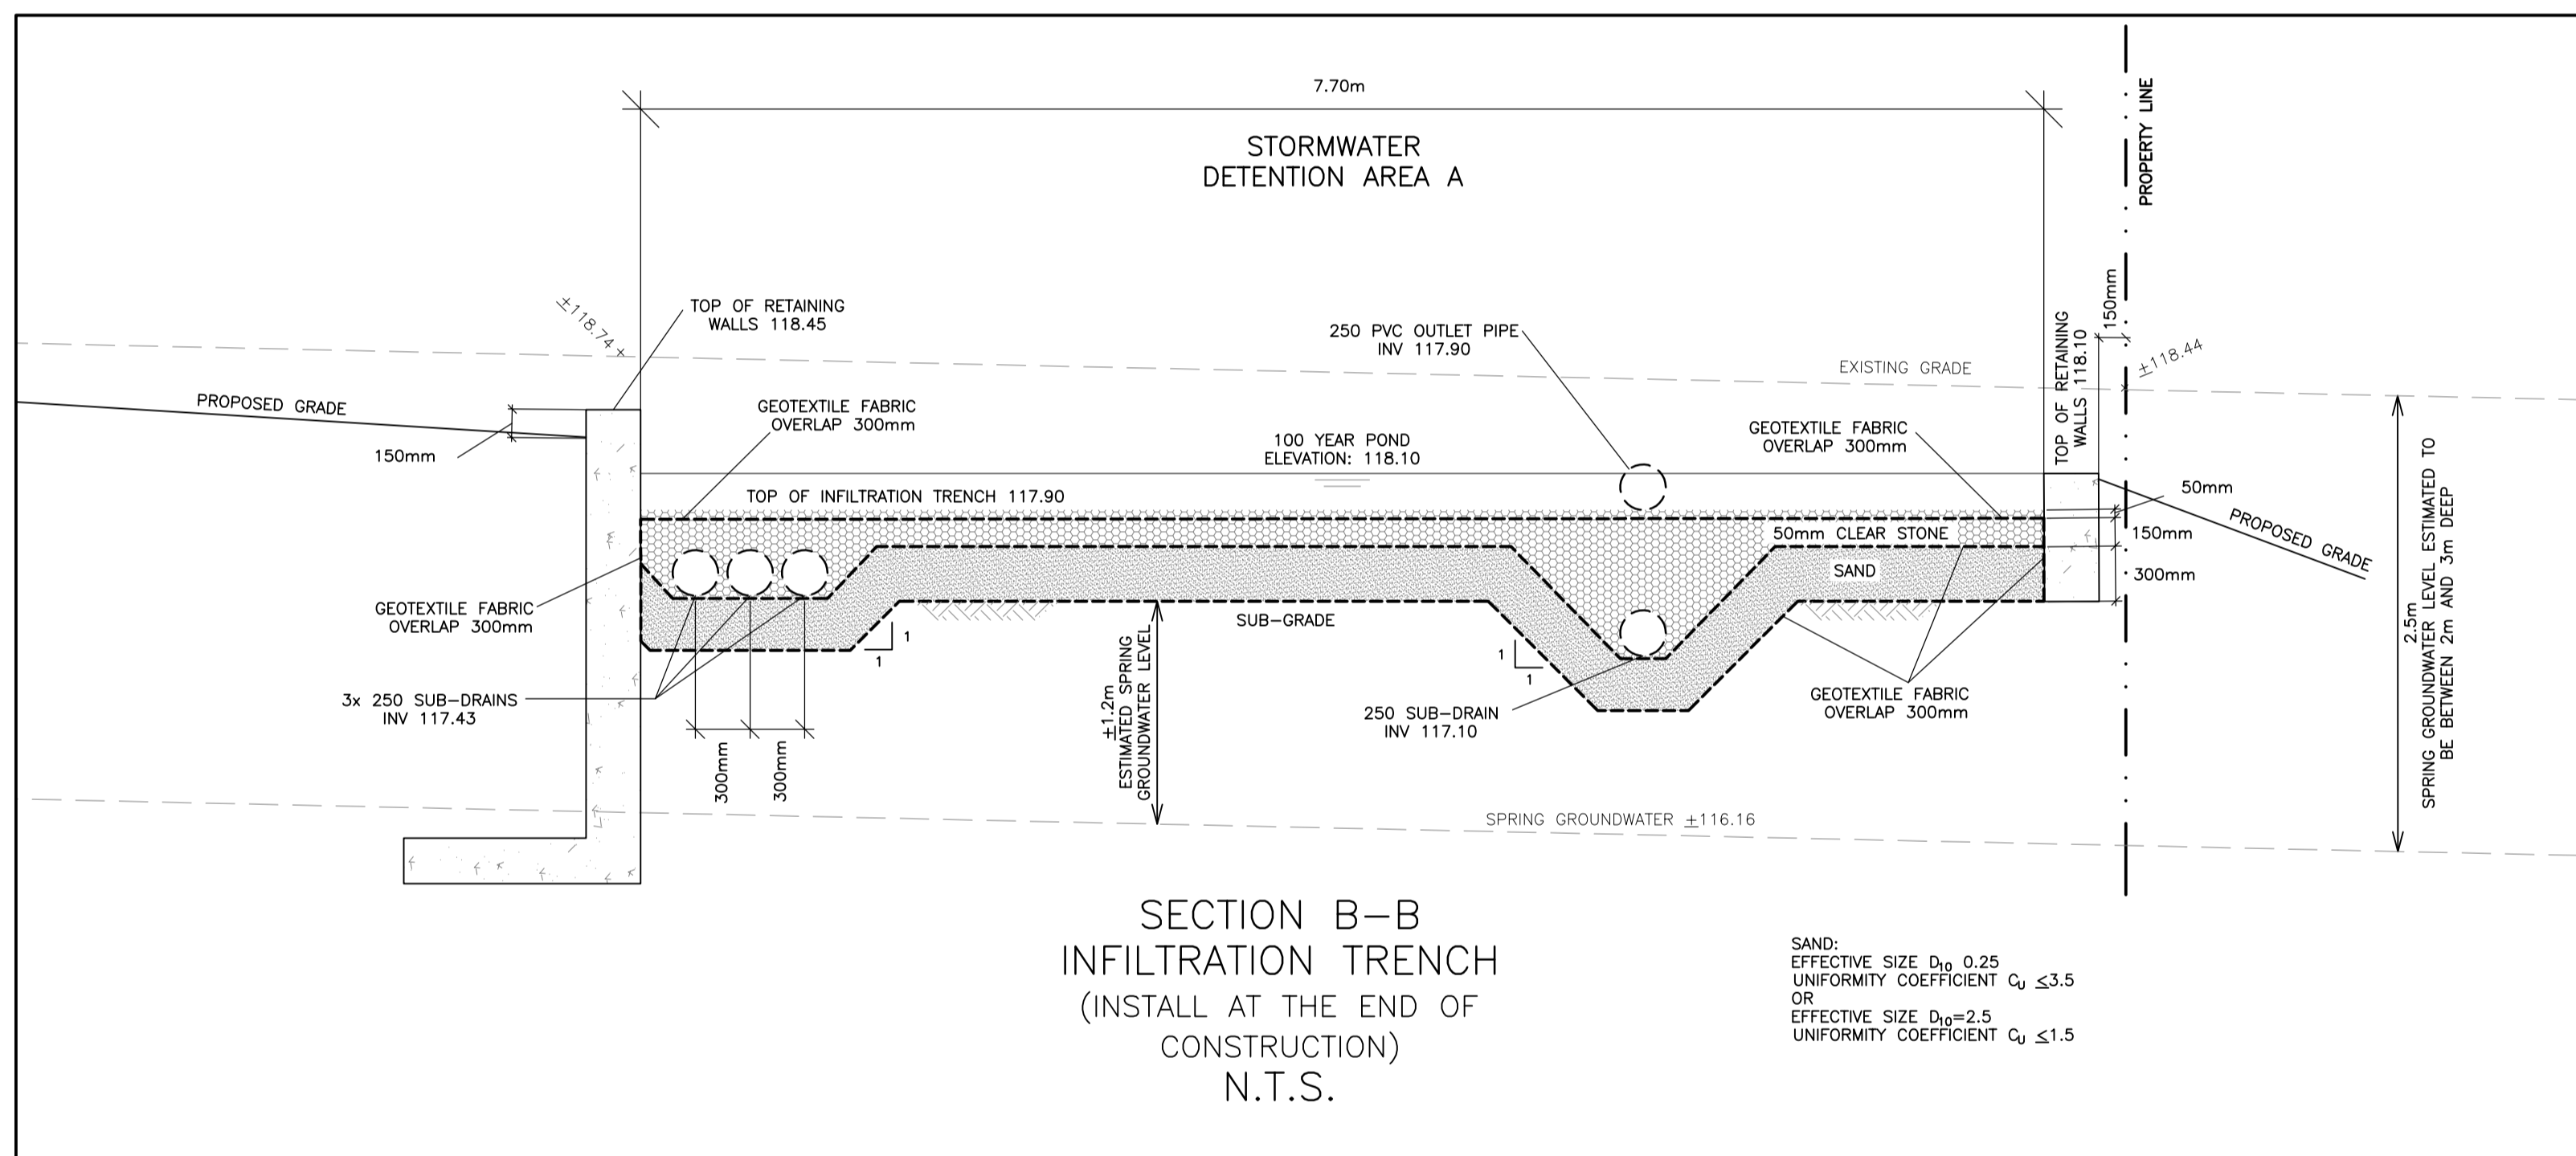 7.70m
STORMWATER
DETENTION AREA A
PROPERTY LINE
±118.74
TOP OF RETAINING
WALLS 118.45
250 PVC OUTLET PIPE
INV 117.90
EXISTING GRADE
TOP OF RETAINING
WALLS 118.10
150mm
±118.44
PROPOSED GRADE
150mm
GEOTEXTILE FABRIC
OVERLAP 300mm
100 YEAR POND
ELEVATION: 118.10
GEOTEXTILE FABRIC
OVERLAP 300mm
TOP OF INFILTRATION TRENCH 117.90
50mm
150mm
300mm
PROPOSED GRADE
50mm CLEAR STONE
SAND
GEOTEXTILE FABRIC
OVERLAP 300mm
SUB-GRADE
1
1
1
1
±1.2m
ESTIMATED SPRING
GROUNDWATER LEVEL
3x 250 SUB-DRAINS
INV 117.43
300mm
300mm
250 SUB-DRAIN
INV 117.10
GEOTEXTILE FABRIC
OVERLAP 300mm
2.5m
SPRING GROUNDWATER LEVEL ESTIMATED TO
BE BETWEEN 2m AND 3m DEEP
SPRING GROUNDWATER ±116.16
SECTION B-B
INFILTRATION TRENCH
(INSTALL AT THE END OF
CONSTRUCTION)
N.T.S.
SAND:
EFFECTIVE SIZE D₁₀ 0.25
UNIFORMITY COEFFICIENT Cᵤ ≤3.5
OR
EFFECTIVE SIZE D₁₀=2.5
UNIFORMITY COEFFICIENT Cᵤ ≤1.5